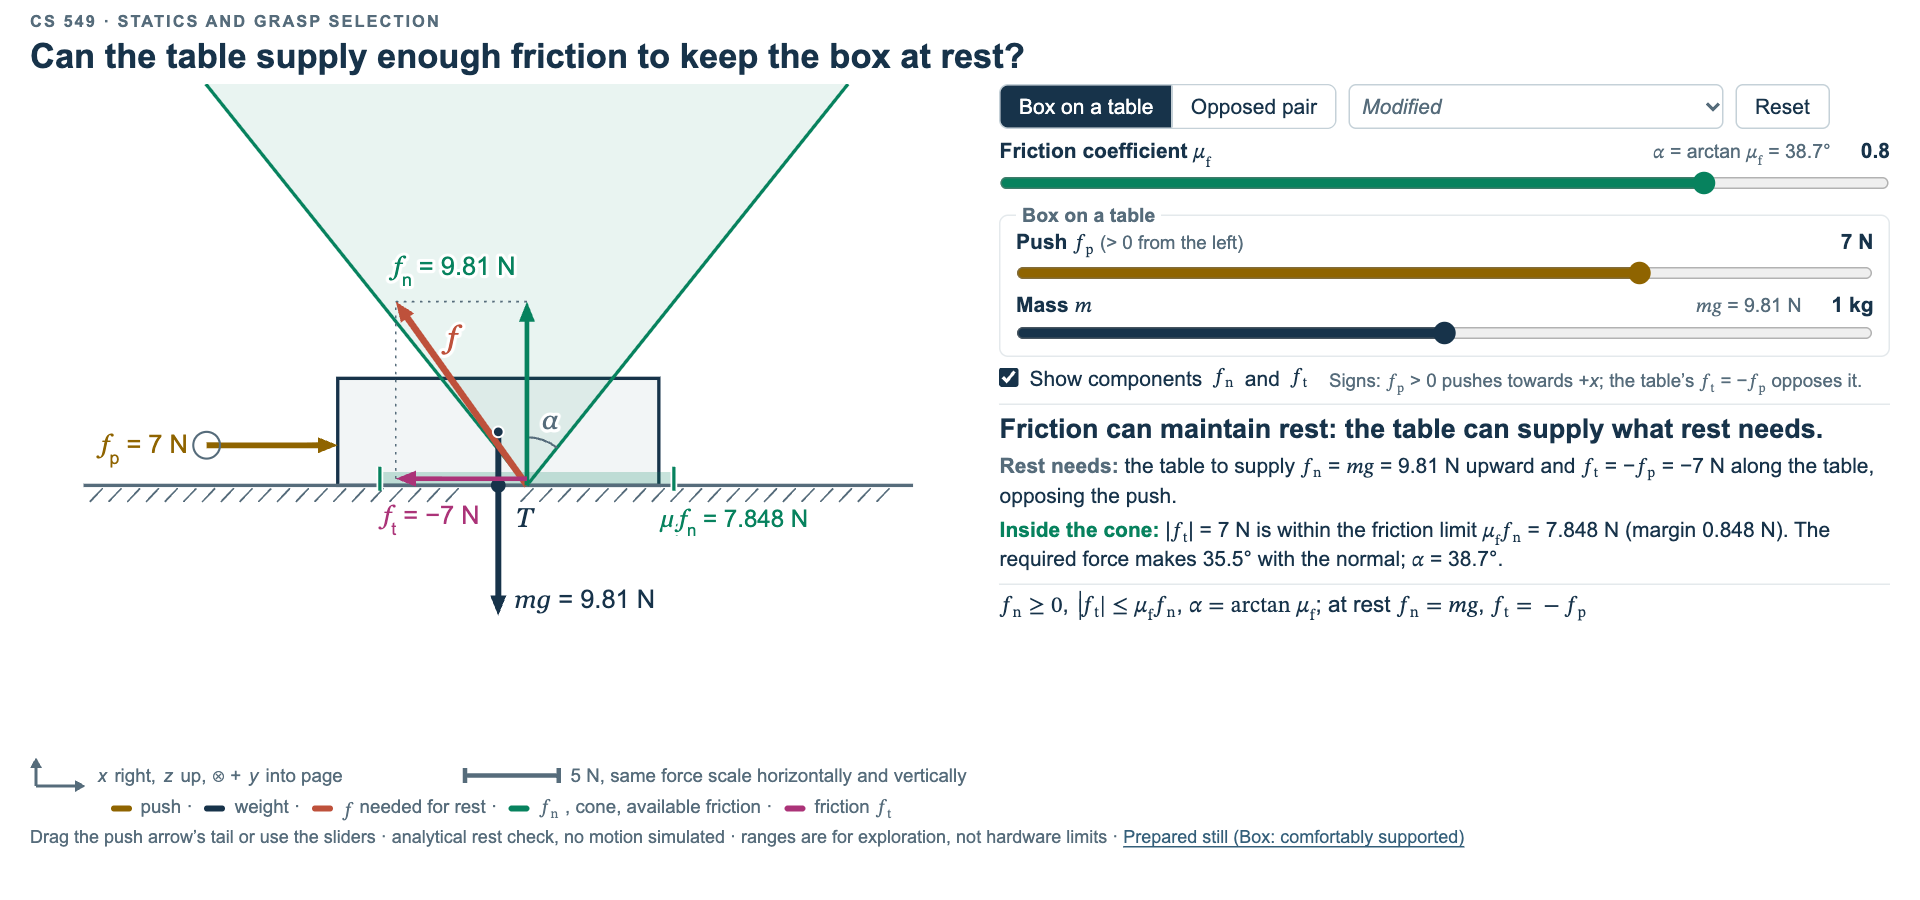 CS 549 · STATICS AND GRASP SELECTION
Can the table supply enough friction to keep the box at rest?
Box on a table
Opposed pair
Modified
Reset
Friction coefficient μf
α = arctan μf = 38.7°
0.8
Box on a table
Push fp (> 0 from the left)
7 N
Mass m
mg = 9.81 N
1 kg
Show components fn and ft
Signs: fp > 0 pushes towards +x; the table's ft = −fp opposes it.
Friction can maintain rest: the table can supply what rest needs.
Rest needs: the table to supply fn = mg = 9.81 N upward and ft = −fp = −7 N along the table,
opposing the push.
Inside the cone: |ft| = 7 N is within the friction limit μffn = 7.848 N (margin 0.848 N). The
required force makes 35.5° with the normal; α = 38.7°.
fn ≥ 0, |ft| ≤ μffn, α = arctan μf; at rest fn = mg, ft = − fp
fn = 9.81 N
f
α
fp = 7 N
ft = −7 N
T
μffn = 7.848 N
mg = 9.81 N
x right, z up, ⊗ + y into page
5 N, same force scale horizontally and vertically
push · weight · f needed for rest · fn , cone, available friction · friction ft
Drag the push arrow's tail or use the sliders · analytical rest check, no motion simulated · ranges are for exploration, not hardware limits · Prepared still (Box: comfortably supported)